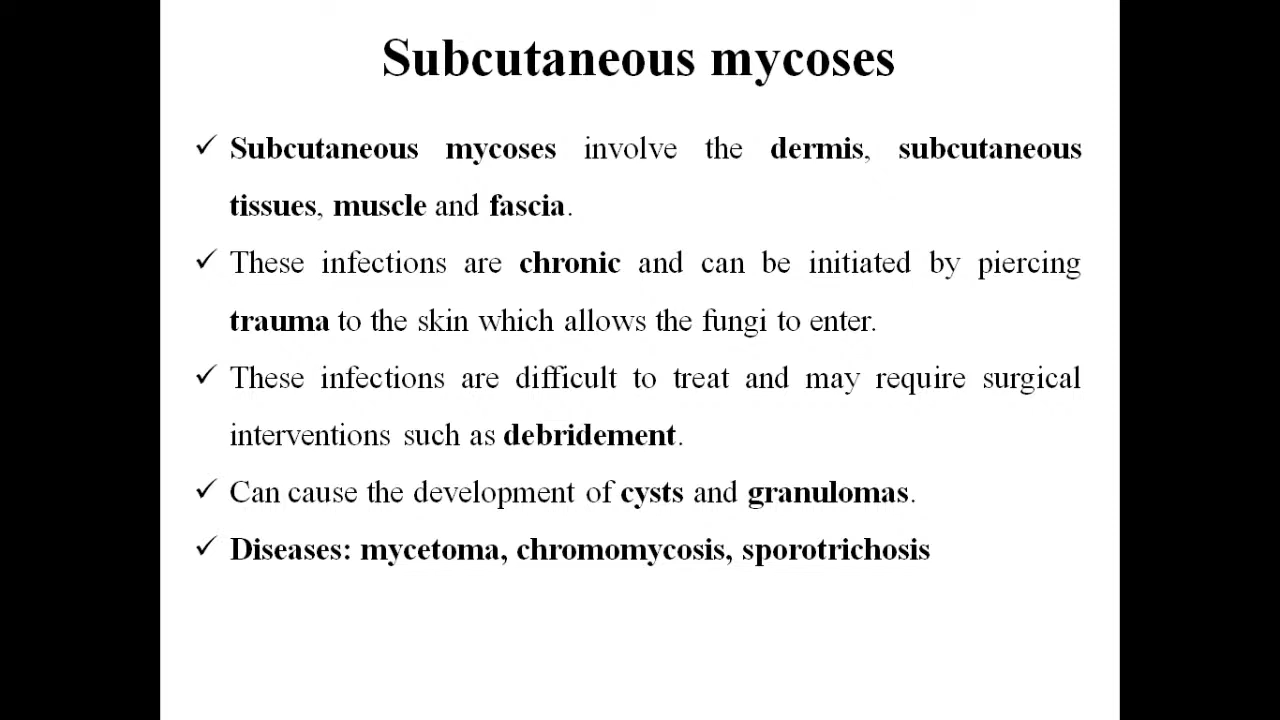 Subcutaneous mycoses
✓ Subcutaneous mycoses involve the dermis, subcutaneous
tissues, muscle and fascia.
✓ These infections are chronic and can be initiated by piercing
trauma to the skin which allows the fungi to enter.
✓ These infections are difficult to treat and may require surgical
interventions such as debridement.
✓ Can cause the development of cysts and granulomas.
✓ Diseases: mycetoma, chromomycosis, sporotrichosis